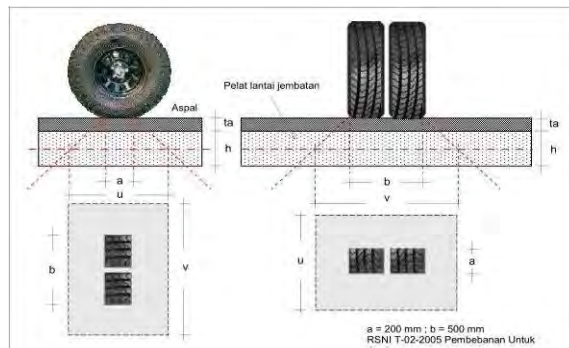 Aspal
Pelat lantai jembatan
ta
h
a
u
ta
h
b
v
b
v
u
a
a = 200 mm ; b = 500 mm
RSNI T-02-2005 Pembebanan Untuk